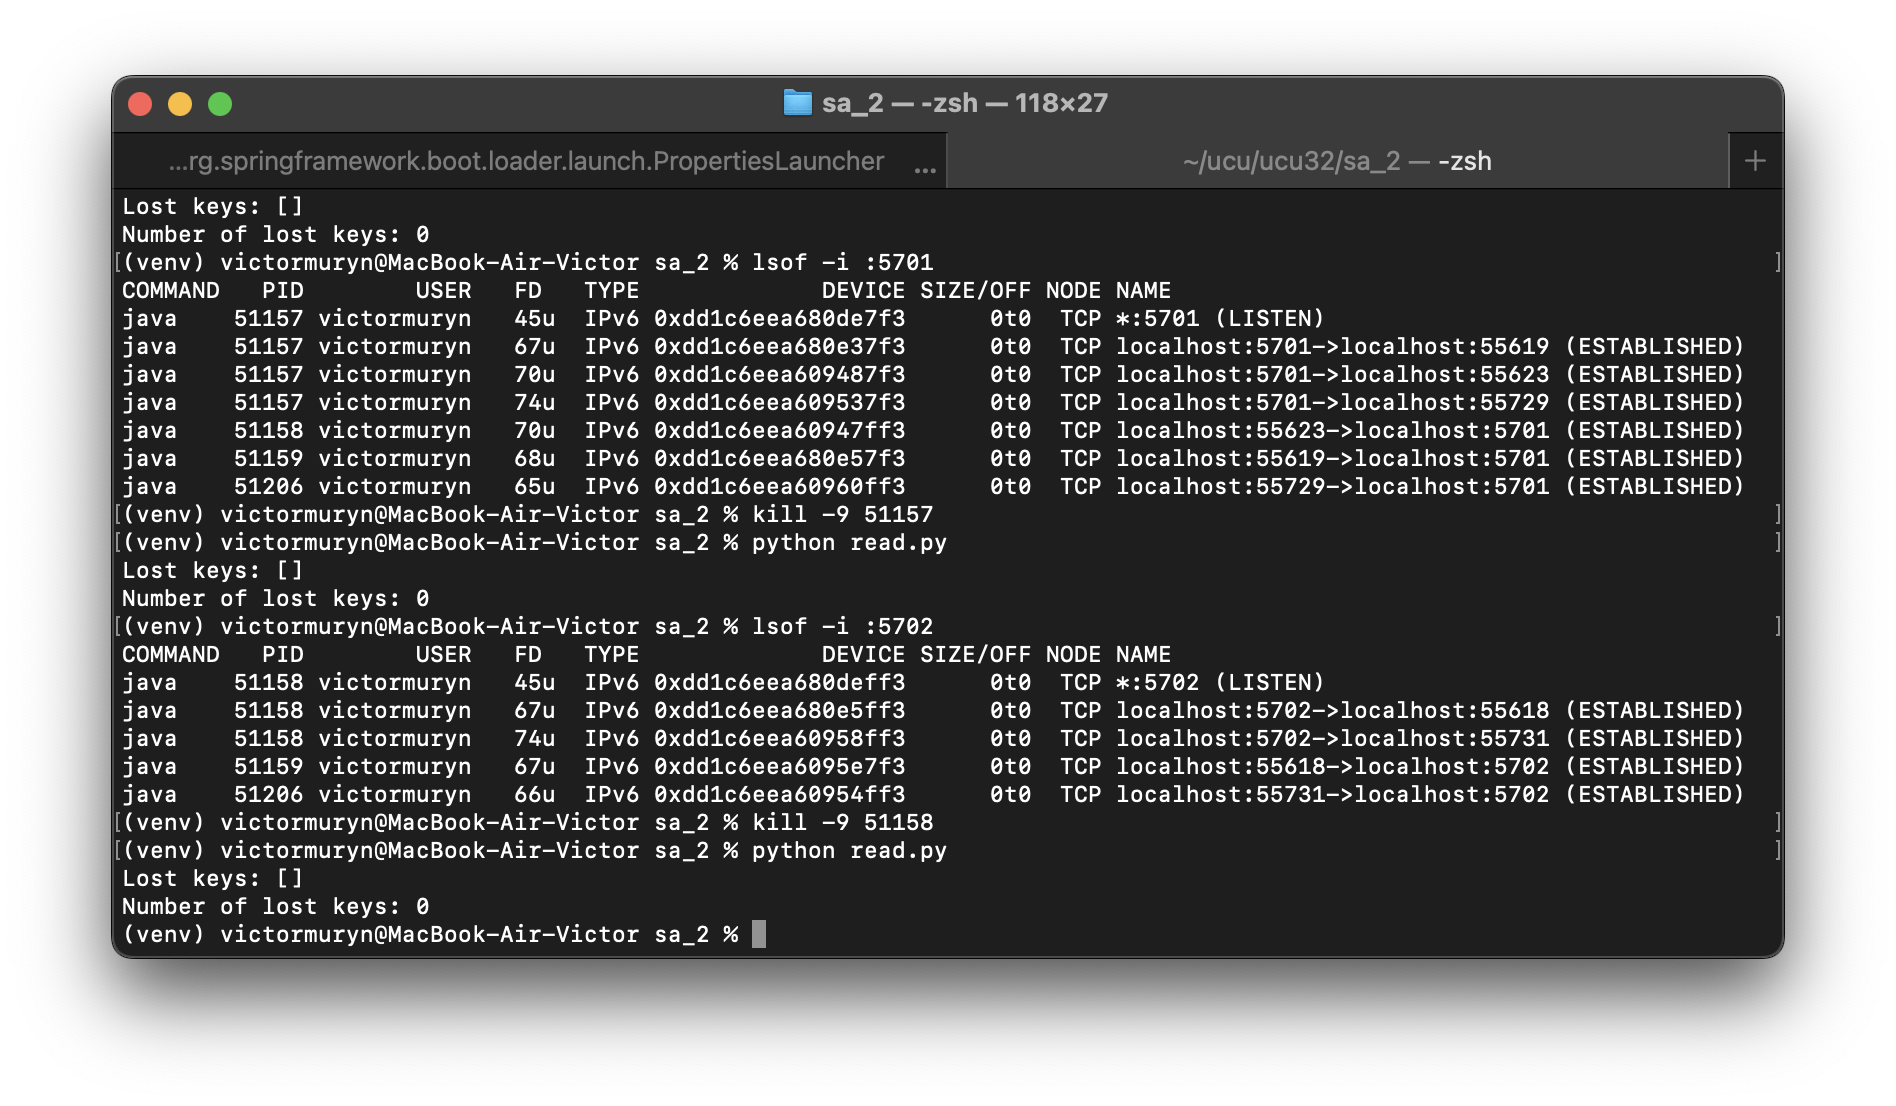 sa_2 — -zsh — 118×27
...rg.springframework.boot.loader.launch.PropertiesLauncher ...
~/ucu/ucu32/sa_2 — -zsh +
Lost keys: []
Number of lost keys: 0
[(venv) victormuryn@MacBook-Air-Victor sa_2 % lsof -i :5701 ]
COMMAND   PID        USER   FD   TYPE             DEVICE SIZE/OFF NODE NAME
java    51157 victormuryn   45u  IPv6 0xdd1c6eea680de7f3      0t0  TCP *:5701 (LISTEN)
java    51157 victormuryn   67u  IPv6 0xdd1c6eea680e37f3      0t0  TCP localhost:5701->localhost:55619 (ESTABLISHED)
java    51157 victormuryn   70u  IPv6 0xdd1c6eea609487f3      0t0  TCP localhost:5701->localhost:55623 (ESTABLISHED)
java    51157 victormuryn   74u  IPv6 0xdd1c6eea609537f3      0t0  TCP localhost:5701->localhost:55729 (ESTABLISHED)
java    51158 victormuryn   70u  IPv6 0xdd1c6eea60947ff3      0t0  TCP localhost:55623->localhost:5701 (ESTABLISHED)
java    51159 victormuryn   68u  IPv6 0xdd1c6eea680e57f3      0t0  TCP localhost:55619->localhost:5701 (ESTABLISHED)
java    51206 victormuryn   65u  IPv6 0xdd1c6eea60960ff3      0t0  TCP localhost:55729->localhost:5701 (ESTABLISHED)
[(venv) victormuryn@MacBook-Air-Victor sa_2 % kill -9 51157 ]
[(venv) victormuryn@MacBook-Air-Victor sa_2 % python read.py ]
Lost keys: []
Number of lost keys: 0
[(venv) victormuryn@MacBook-Air-Victor sa_2 % lsof -i :5702 ]
COMMAND   PID        USER   FD   TYPE             DEVICE SIZE/OFF NODE NAME
java    51158 victormuryn   45u  IPv6 0xdd1c6eea680deff3      0t0  TCP *:5702 (LISTEN)
java    51158 victormuryn   67u  IPv6 0xdd1c6eea680e5ff3      0t0  TCP localhost:5702->localhost:55618 (ESTABLISHED)
java    51158 victormuryn   74u  IPv6 0xdd1c6eea60958ff3      0t0  TCP localhost:5702->localhost:55731 (ESTABLISHED)
java    51159 victormuryn   67u  IPv6 0xdd1c6eea6095e7f3      0t0  TCP localhost:55618->localhost:5702 (ESTABLISHED)
java    51206 victormuryn   66u  IPv6 0xdd1c6eea60954ff3      0t0  TCP localhost:55731->localhost:5702 (ESTABLISHED)
[(venv) victormuryn@MacBook-Air-Victor sa_2 % kill -9 51158 ]
[(venv) victormuryn@MacBook-Air-Victor sa_2 % python read.py ]
Lost keys: []
Number of lost keys: 0
(venv) victormuryn@MacBook-Air-Victor sa_2 %